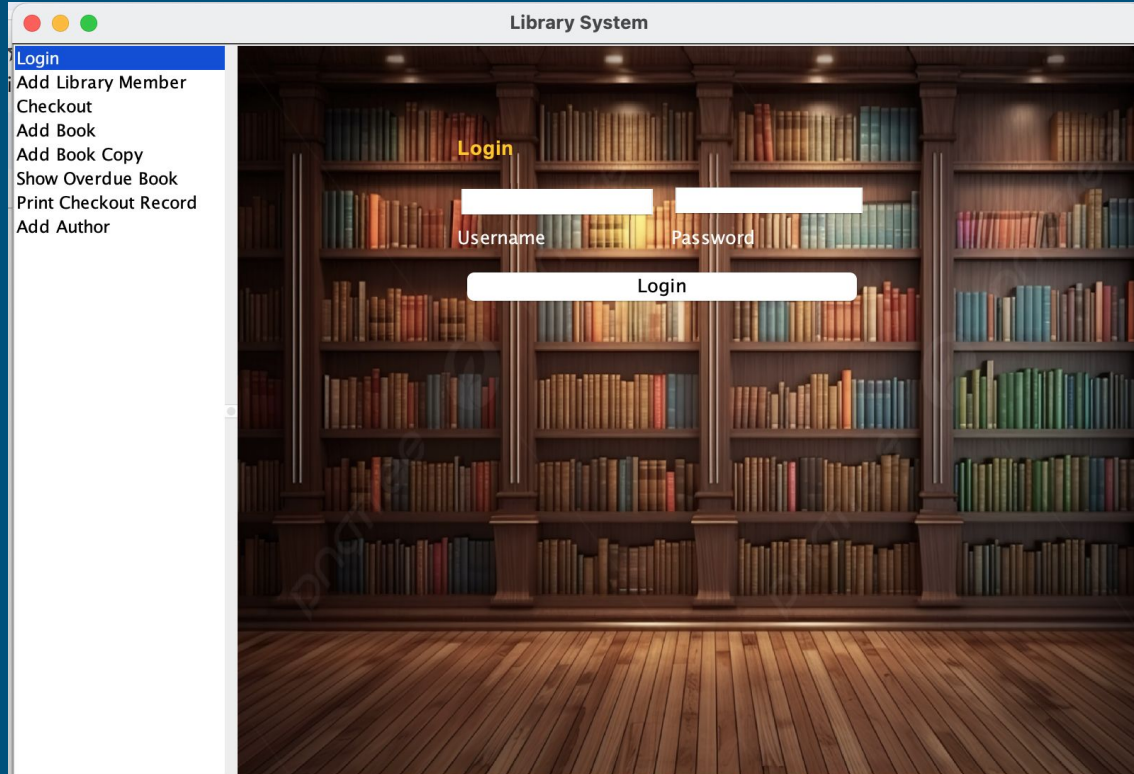 Library System
Login
Add Library Member
Checkout
Add Book
Add Book Copy
Show Overdue Book
Print Checkout Record
Add Author
Login
Username Password
Login